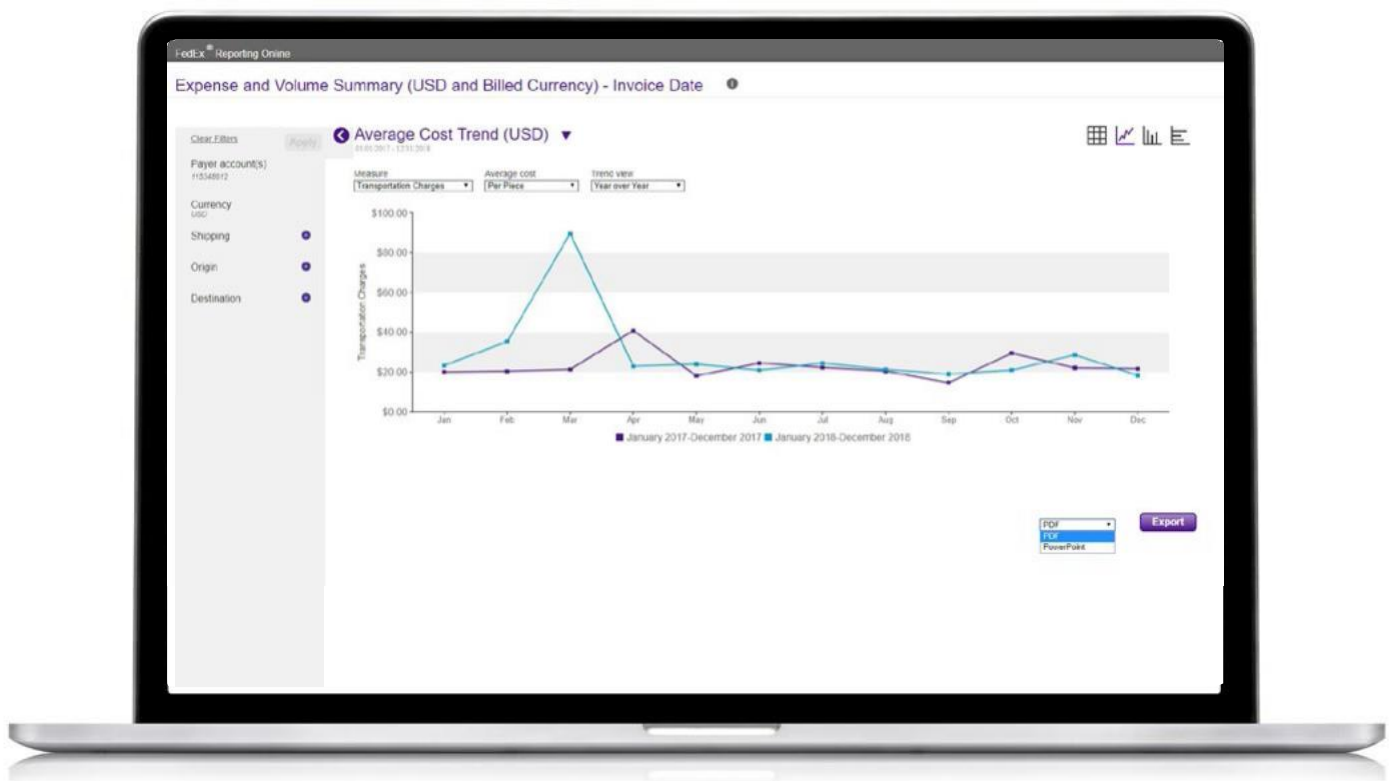 FedEx® Reporting Online
Expense and Volume Summary (USD and Billed Currency) - Invoice Date
Clear Filters
Apply
Average Cost Trend (USD)
Payer account(s)
Currency
USD
Shipping
Origin
Destination
Measure Average cost Trend view
Transportation Charges Per Piece Year over Year
Transportation Charges
$100.00
$80.00
$60.00
$40.00
$20.00
$0.00
Jan Feb Mar Apr May Jun Jul Aug Sep Oct Nov Dec
January 2017-December 2017 January 2018-December 2018
PDF
PDF
PowerPoint
Export